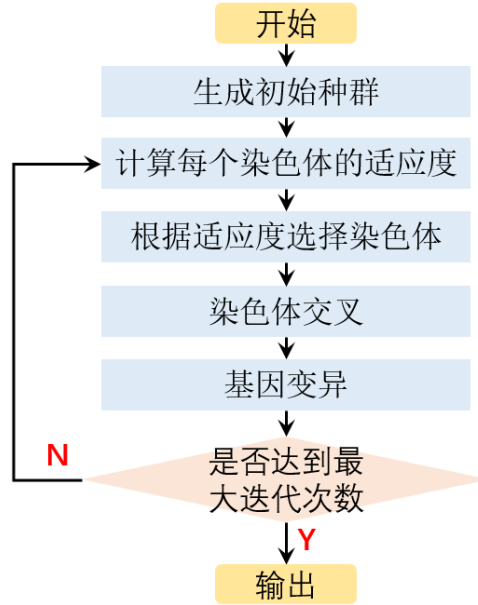 开始
生成初始种群
计算每个染色体的适应度
根据适应度选择染色体
染色体交叉
基因变异
是否达到最
大迭代次数
N
Y
输出